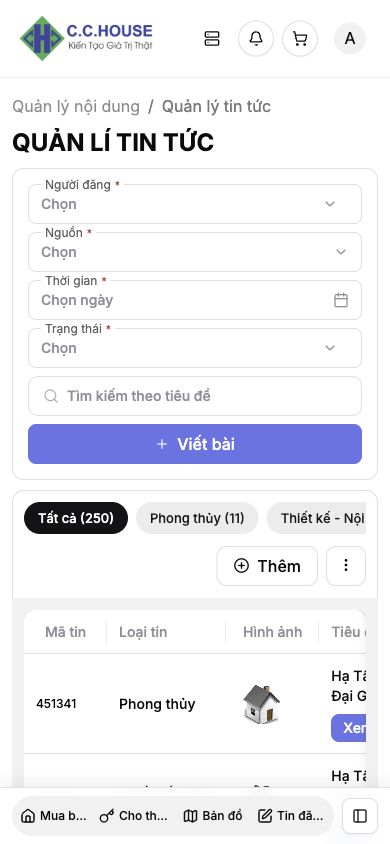 C.C.HOUSE
Kiến Tạo Giá Trị Thật
A
Quản lý nội dung / Quản lý tin tức
QUẢN LÍ TIN TỨC
Người đăng *
Chọn
Nguồn *
Chọn
Thời gian *
Chọn ngày
Trạng thái *
Chọn
Tìm kiếm theo tiêu đề
+ Viết bài
Tất cả (250) Phong thủy (11) Thiết kế - Nội
Thêm
Mã tin Loại tin Hình ảnh Tiêu
Hạ
451341 Phong thủy
Đại G
Xe
Hạ
Mua b... Cho th... Bản đồ Tin đă...